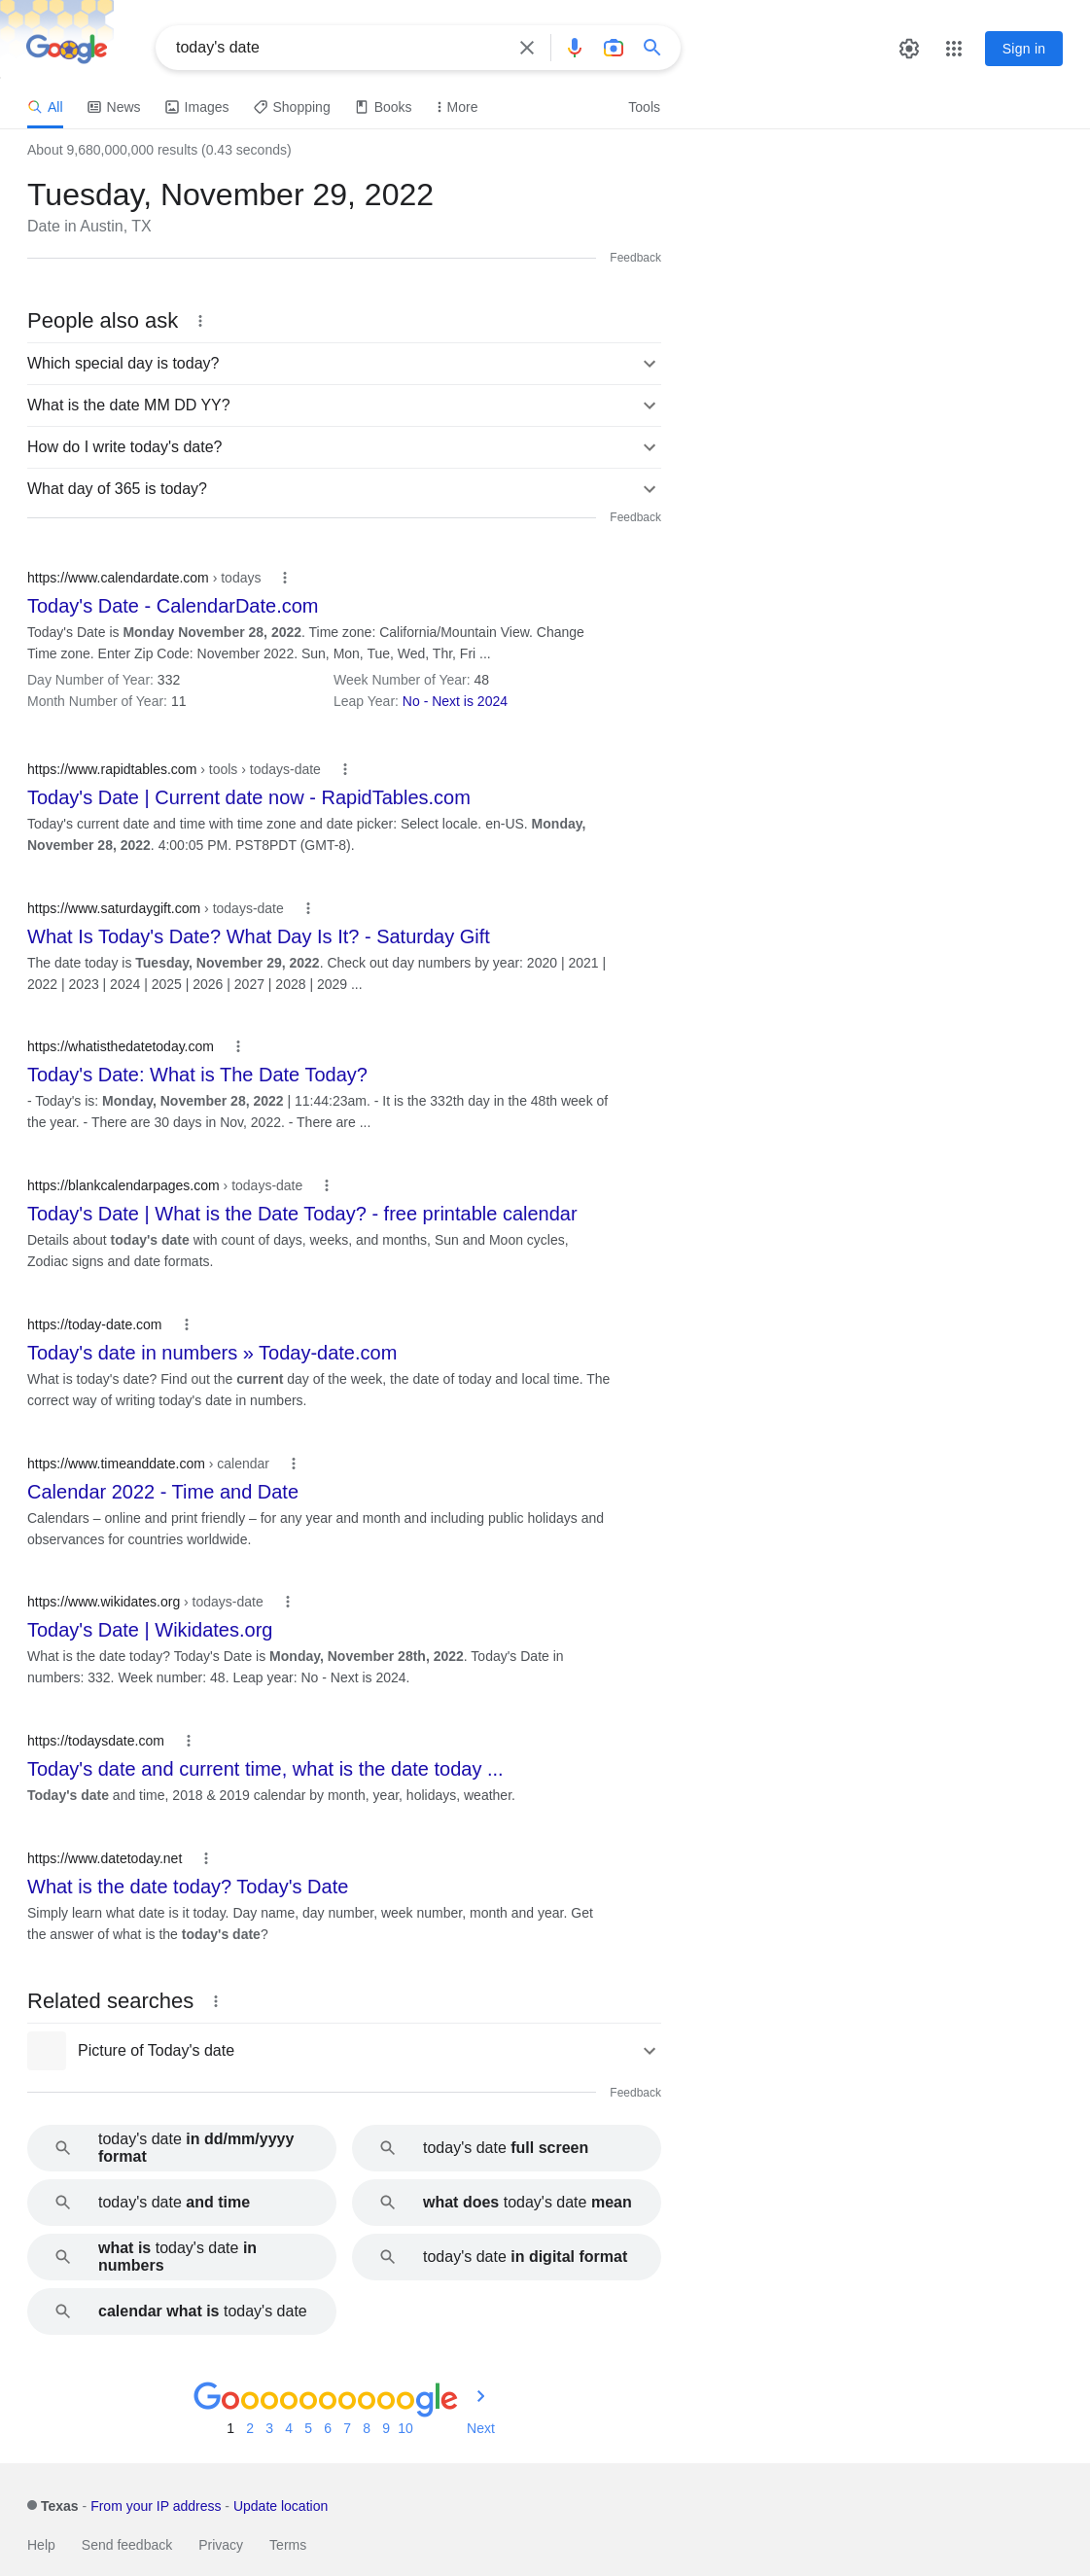 Google
today's date
Sign in
All News Images Shopping Books More Tools
About 9,680,000,000 results (0.43 seconds)
Tuesday, November 29, 2022
Date in Austin, TX
Feedback
People also ask
Which special day is today?
What is the date MM DD YY?
How do I write today's date?
What day of 365 is today?
Feedback
https://www.calendardate.com › todays
Today's Date - CalendarDate.com
Today's Date is Monday November 28, 2022. Time zone: California/Mountain View. Change
Time zone. Enter Zip Code: November 2022. Sun, Mon, Tue, Wed, Thr, Fri ...
Day Number of Year: 332 Week Number of Year: 48
Month Number of Year: 11 Leap Year: No - Next is 2024
https://www.rapidtables.com › tools › todays-date
Today's Date | Current date now - RapidTables.com
Today's current date and time with time zone and date picker: Select locale. en-US. Monday,
November 28, 2022. 4:00:05 PM. PST8PDT (GMT-8).
https://www.saturdaygift.com › todays-date
What Is Today's Date? What Day Is It? - Saturday Gift
The date today is Tuesday, November 29, 2022. Check out day numbers by year: 2020 | 2021 |
2022 | 2023 | 2024 | 2025 | 2026 | 2027 | 2028 | 2029 ...
https://whatisthedatetoday.com
Today's Date: What is The Date Today?
- Today's is: Monday, November 28, 2022 | 11:44:23am. - It is the 332th day in the 48th week of
the year. - There are 30 days in Nov, 2022. - There are ...
https://blankcalendarpages.com › todays-date
Today's Date | What is the Date Today? - free printable calendar
Details about today's date with count of days, weeks, and months, Sun and Moon cycles,
Zodiac signs and date formats.
https://today-date.com
Today's date in numbers » Today-date.com
What is today's date? Find out the current day of the week, the date of today and local time. The
correct way of writing today's date in numbers.
https://www.timeanddate.com › calendar
Calendar 2022 - Time and Date
Calendars – online and print friendly – for any year and month and including public holidays and
observances for countries worldwide.
https://www.wikidates.org › todays-date
Today's Date | Wikidates.org
What is the date today? Today's Date is Monday, November 28th, 2022. Today's Date in
numbers: 332. Week number: 48. Leap year: No - Next is 2024.
https://todaysdate.com
Today's date and current time, what is the date today ...
Today's date and time, 2018 & 2019 calendar by month, year, holidays, weather.
https://www.datetoday.net
What is the date today? Today's Date
Simply learn what date is it today. Day name, day number, week number, month and year. Get
the answer of what is the today's date?
Related searches
Picture of Today's date
Feedback
today's date in dd/mm/yyyy
format
today's date full screen
today's date and time
what does today's date mean
what is today's date in
numbers
today's date in digital format
calendar what is today's date
Goooooooooogle
1 2 3 4 5 6 7 8 9 10 Next
Texas - From your IP address - Update location
Help Send feedback Privacy Terms